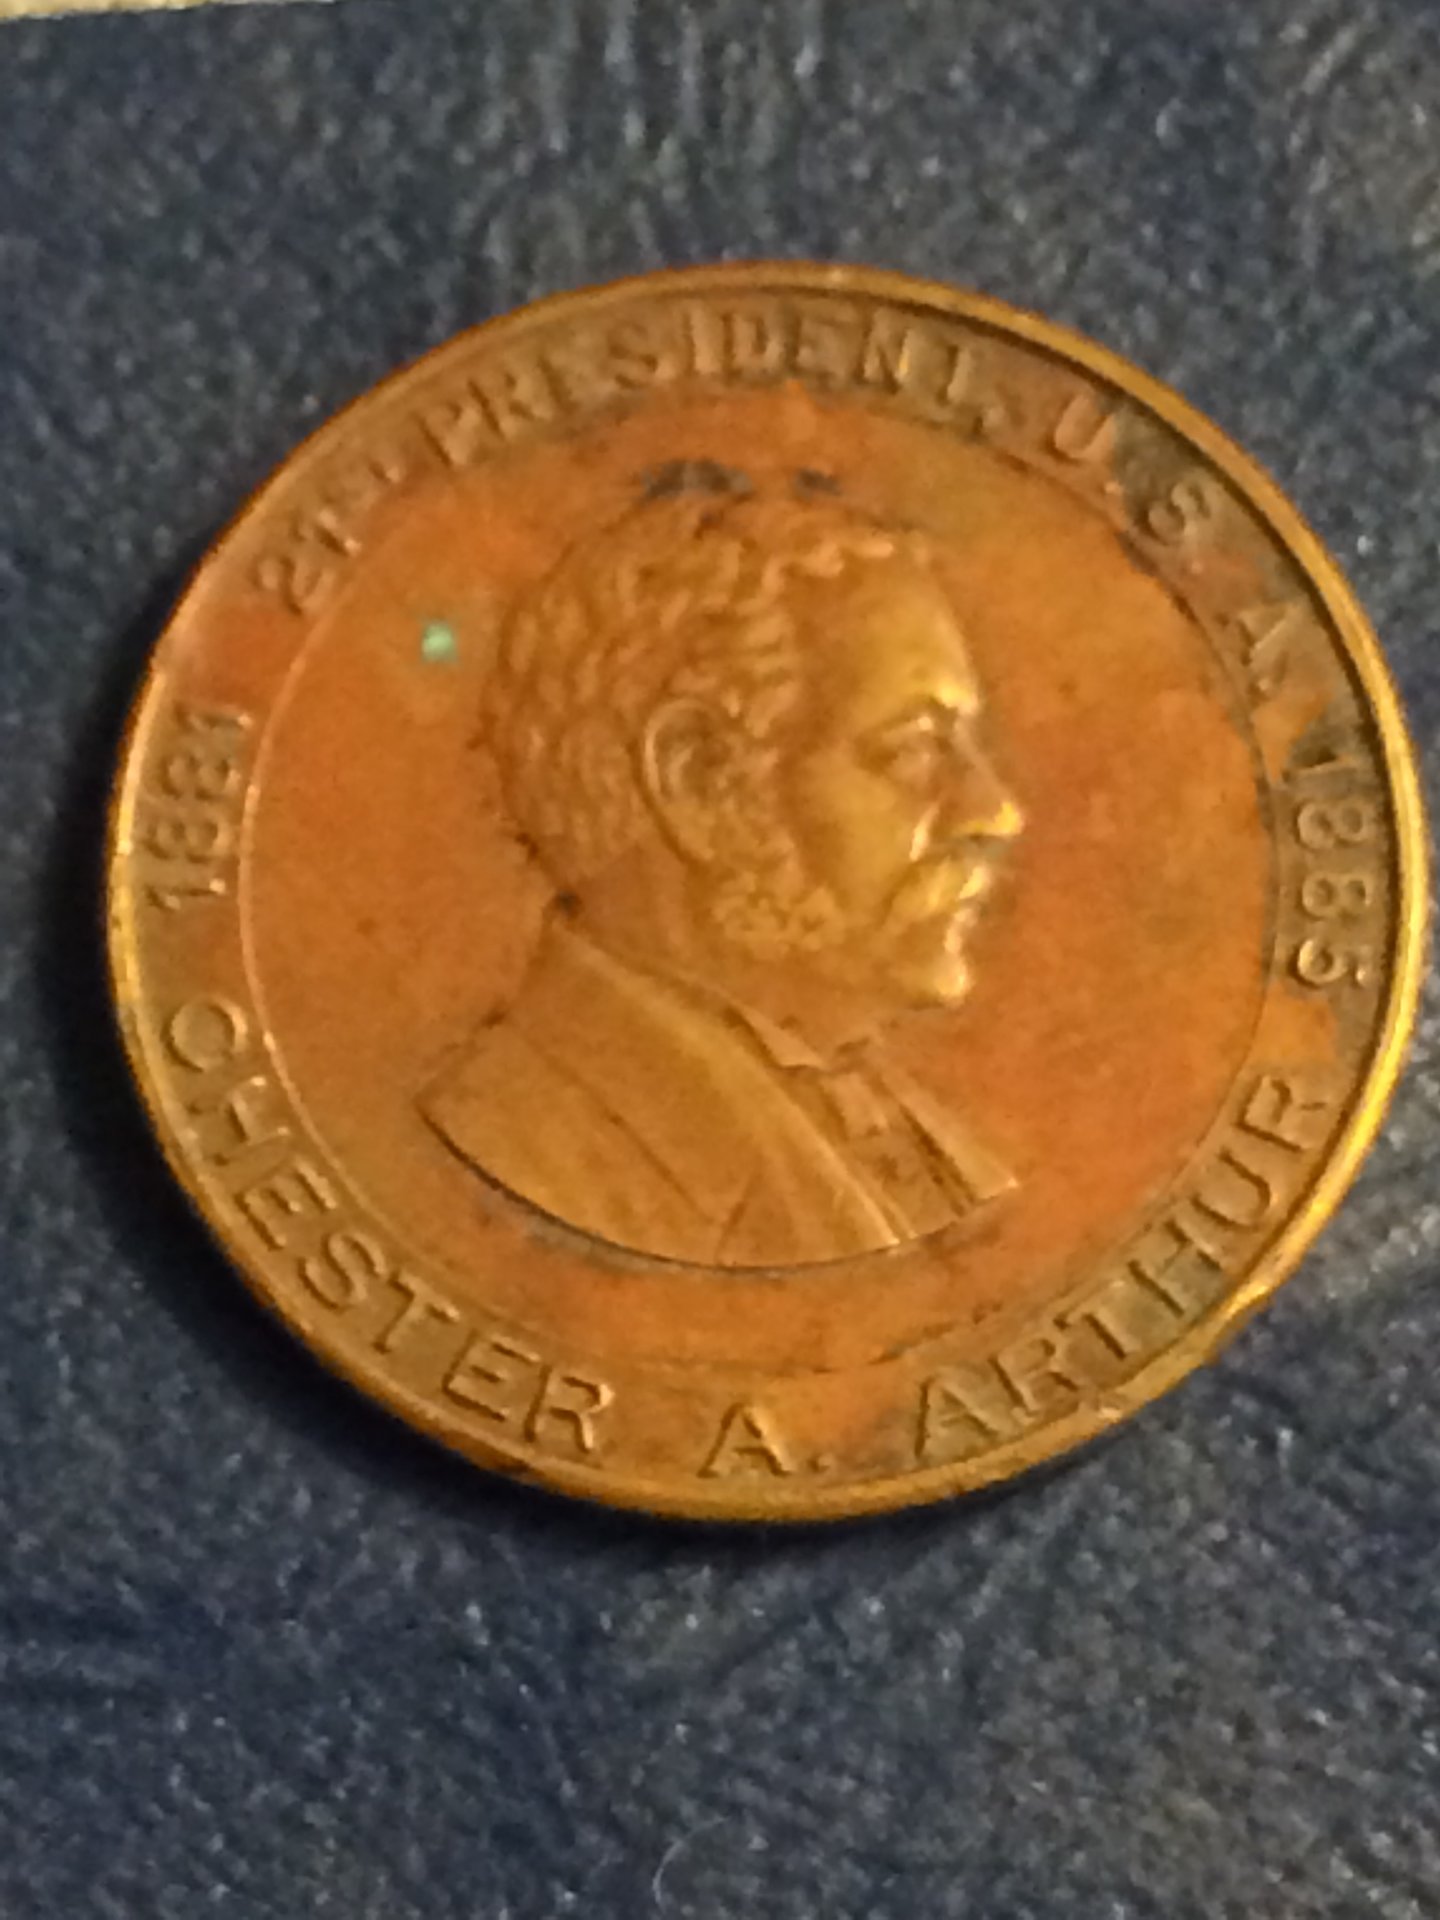 1881 21ST PRESIDENT, U.S.A. 1885
CHESTER A. ARTHUR